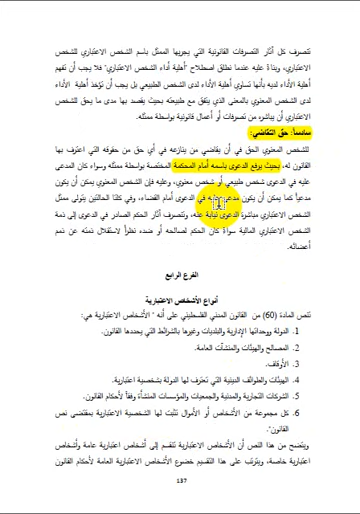 تنصرف كل آثار التصرفات القانونية التي يجريها الممثل باسم الشخص الاعتباري للشخص
الاعتباري، وبناءً عليه عندما نطلق اصطلاح "أهلية أداء الشخص الاعتباري" فلا يجب أن نفهم
أهلية الأداء لديه بأنها تساوي أهلية الأداء لدى الشخص الطبيعي بل يجب أن تؤخذ أهلية الأداء
لدى الشخص المعنوي بالمعنى الذي يتفق مع طبيعته بحيث يقصد بها مدى ما يحق للشخص
الاعتباري أن يباشره من تصرفات أو أعمال قانونية بواسطة ممثله.
سادساً: حق التقاضي:
للشخص المعنوي الحق في أن يقاضي من ينازعه في أي حق من حقوقه التي اعترف بها
القانون له، بحيث يرفع الدعوى باسمه أمام المحكمة المختصة بواسطة ممثله وسواء كان المدعى
عليه في الدعوى شخص طبيعي أو شخص معنوي، وعليه فإن الشخص المعنوي يمكن أن يكون
مدعياً كما يمكن أن يكون مدعى عليه في الدعوى أمام القضاء، وفي كلتا الحالتين يتولى ممثل
الشخص الاعتباري مباشرة الدعوى نيابة عنه، وتنصرف آثار الحكم الصادر في الدعوى إلى ذمة
الشخص الاعتباري المالية سواءً كان الحكم لصالحه أو ضده نظراً لاستقلال ذمته عن ذمم
أعضائه.
الفرع الرابع
أنواع الأشخاص الاعتبارية
تنص المادة (60) من القانون المدني الفلسطيني على أنه "الأشخاص الاعتبارية هي:
1. الدولة ووحداتها الإدارية والبلديات وغيرها بالشرائط التي يحددها القانون.
2. المصالح والهيئات والمنشآت العامة.
3. الأوقاف.
4. الهيئات والطوائف الدينية التي تعترف لها الدولة بشخصية اعتبارية.
5. الشركات التجارية والمدنية والجمعيات والمؤسسات المنشأة وفقاً لأحكام القانون.
6. كل مجموعة من الأشخاص أو الأموال تثبت لها الشخصية الاعتبارية بمقتضى نص
القانون".
ويتضح من هذا النص أن الأشخاص الاعتبارية تنقسم إلى أشخاص اعتبارية عامة وأشخاص
اعتبارية خاصة، ويترتب على هذا التقسيم خضوع الأشخاص الاعتبارية العامة لأحكام القانون
137